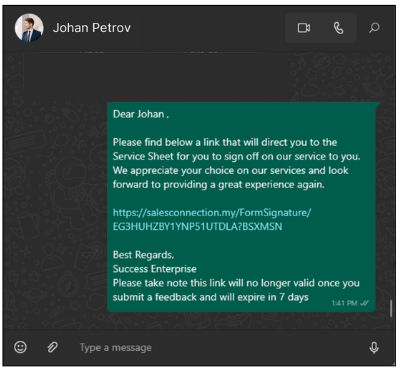 Johan Petrov
Dear Johan ,
Please find below a link that will direct you to the
Service Sheet for you to sign off on our service to you.
We appreciate your choice on our services and look
forward to providing a great experience again.
https://salesconnection.my/FormSignature/
EG3HUHZBY1YNP51UTDLA?BSXMSN
Best Regards,
Success Enterprise
Please take note this link will no longer valid once you
submit a feedback and will expire in 7 days
1:41 PM
Type a message